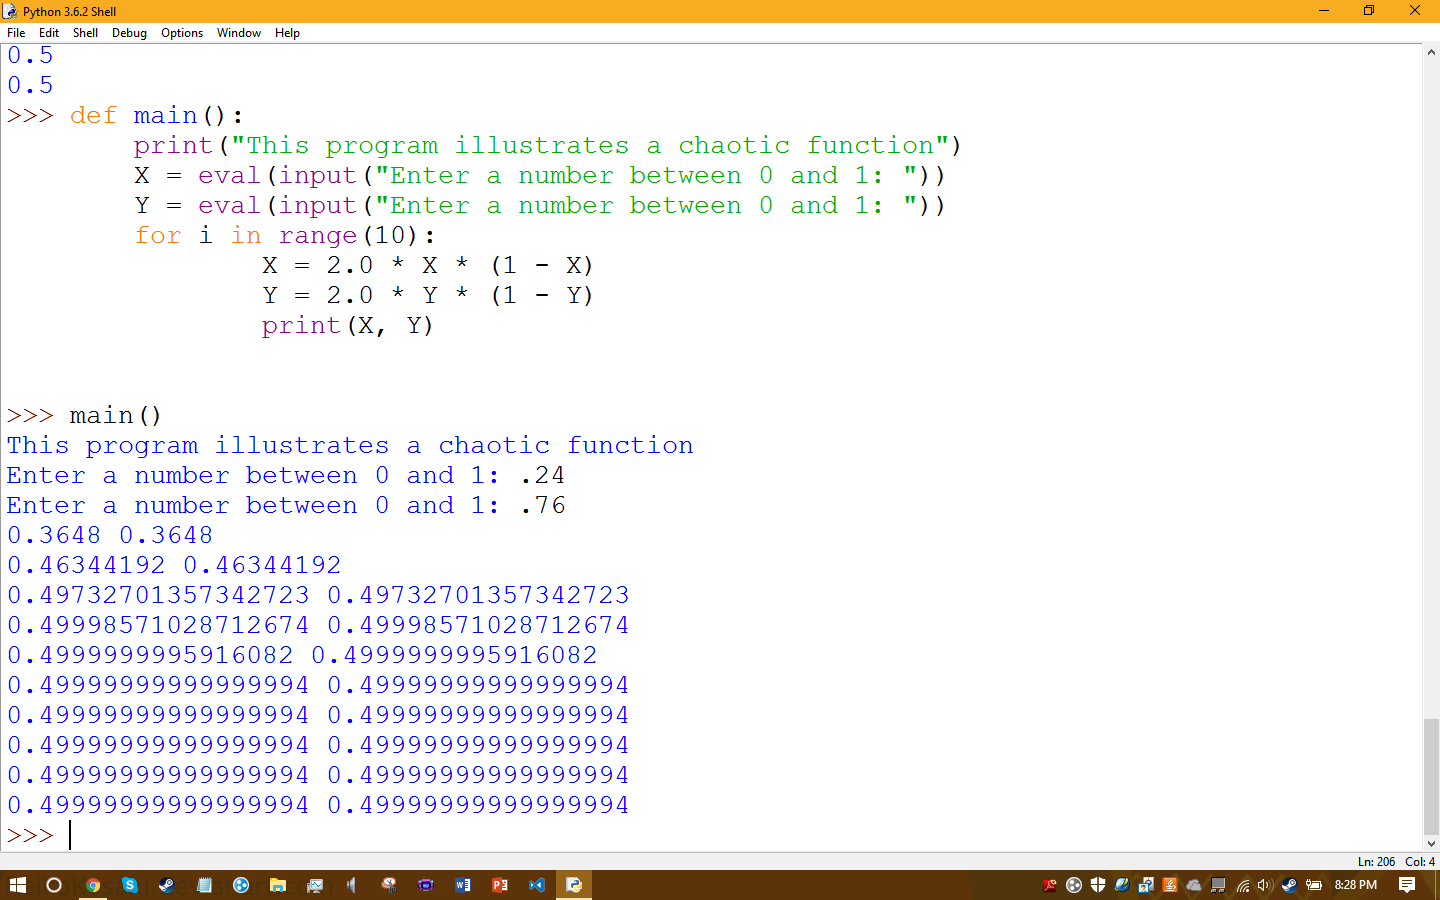 Python 3.6.2 Shell
File Edit Shell Debug Options Window Help
0.5
0.5
>>> def main():
print("This program illustrates a chaotic function")
X = eval(input("Enter a number between 0 and 1: "))
Y = eval(input("Enter a number between 0 and 1: "))
for i in range(10):
X = 2.0 * X * (1 - X)
Y = 2.0 * Y * (1 - Y)
print(X, Y)
>>> main()
This program illustrates a chaotic function
Enter a number between 0 and 1: .24
Enter a number between 0 and 1: .76
0.3648 0.3648
0.46344192 0.46344192
0.49732701357342723 0.49732701357342723
0.49998571028712674 0.49998571028712674
0.4999999995916082 0.4999999995916082
0.49999999999999994 0.49999999999999994
0.49999999999999994 0.49999999999999994
0.49999999999999994 0.49999999999999994
0.49999999999999994 0.49999999999999994
0.49999999999999994 0.49999999999999994
>>>
Ln: 206 Col: 4
8:28 PM